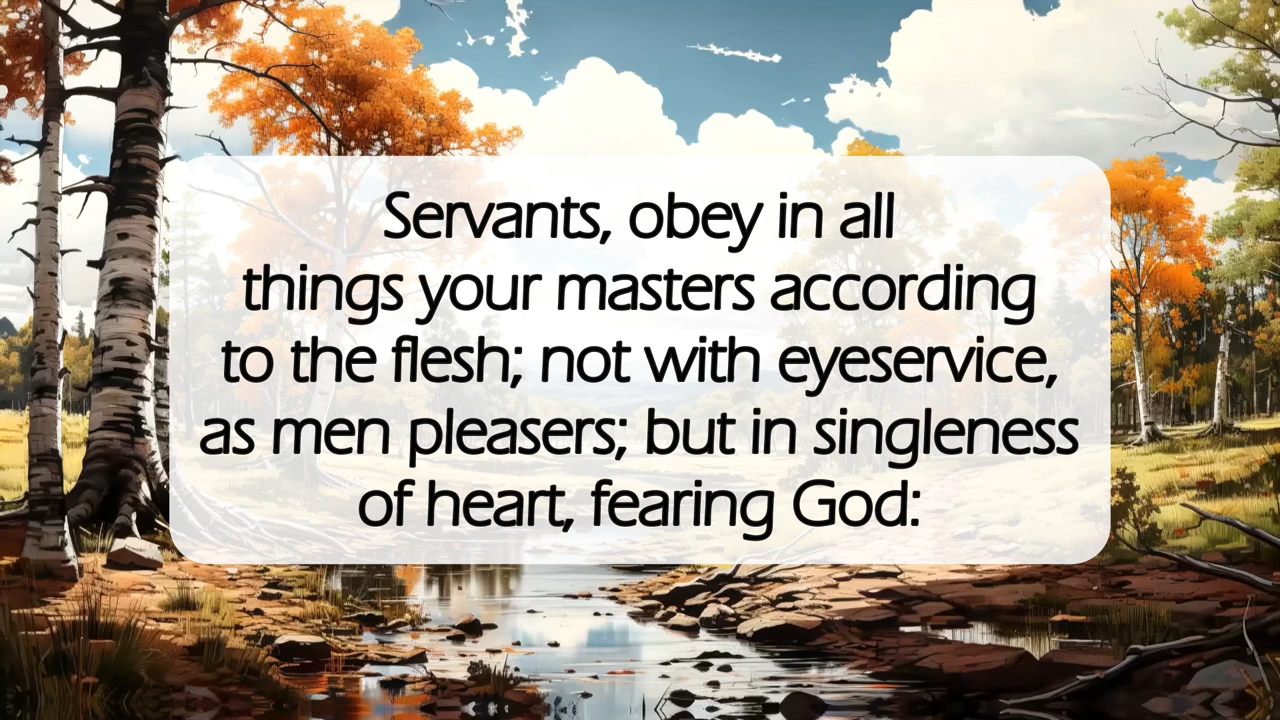 Servants, obey in all
things your masters according
to the flesh; not with eyeservice,
as men pleasers; but in singleness
of heart, fearing God: